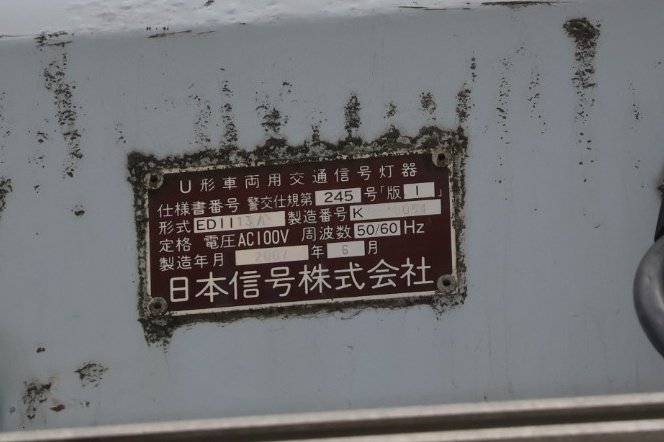 U形車両用交通信号灯器
仕様書番号 警交仕規第 245 号「版 1」
形式 ED1113A 製造番号 K
定格 電圧AC100V 周波数 50/60 Hz
製造年月 2007 年 6 月
日本信号株式会社